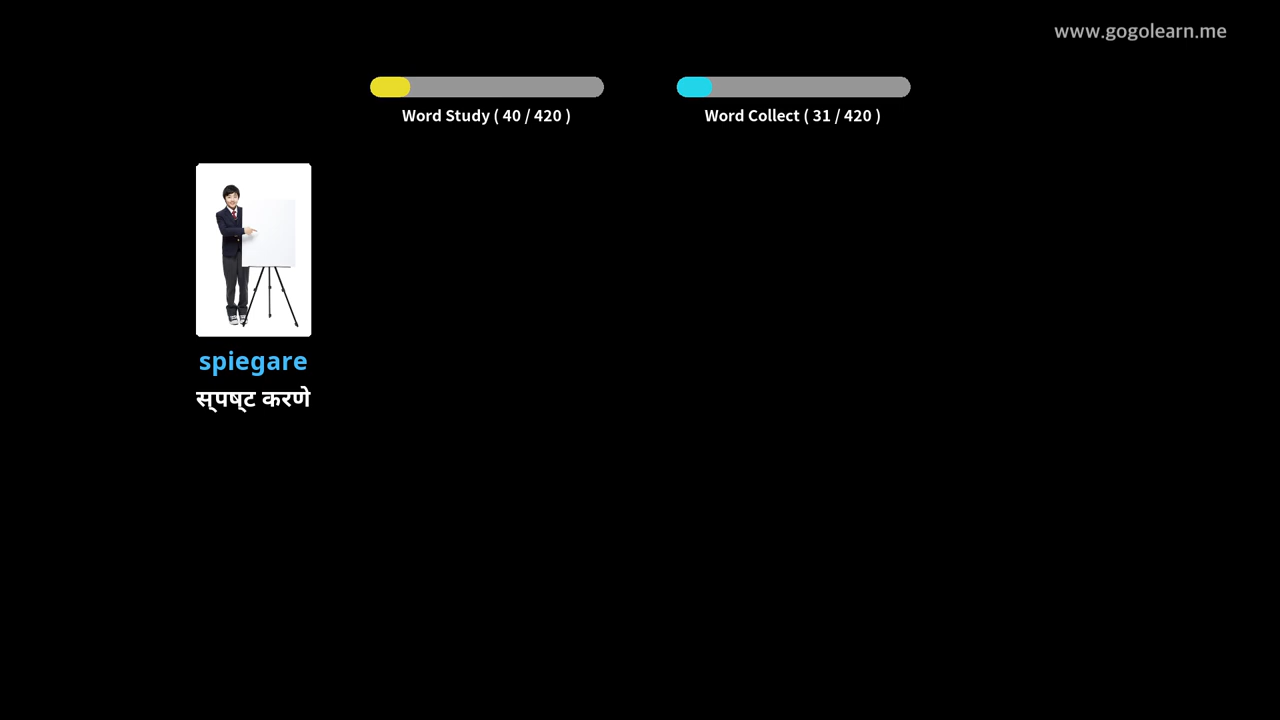 www.gogolearn.me
Word Study ( 40 / 420 )
Word Collect ( 31 / 420 )
spiegare
स्पष्ट करणे